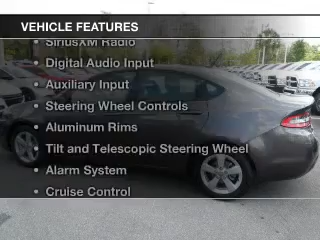 VEHICLE FEATURES
• SiriusXM Radio
• Digital Audio Input
• Auxiliary Input
• Steering Wheel Controls
• Aluminum Rims
• Tilt and Telescopic Steering Wheel
• Alarm System
• Cruise Control